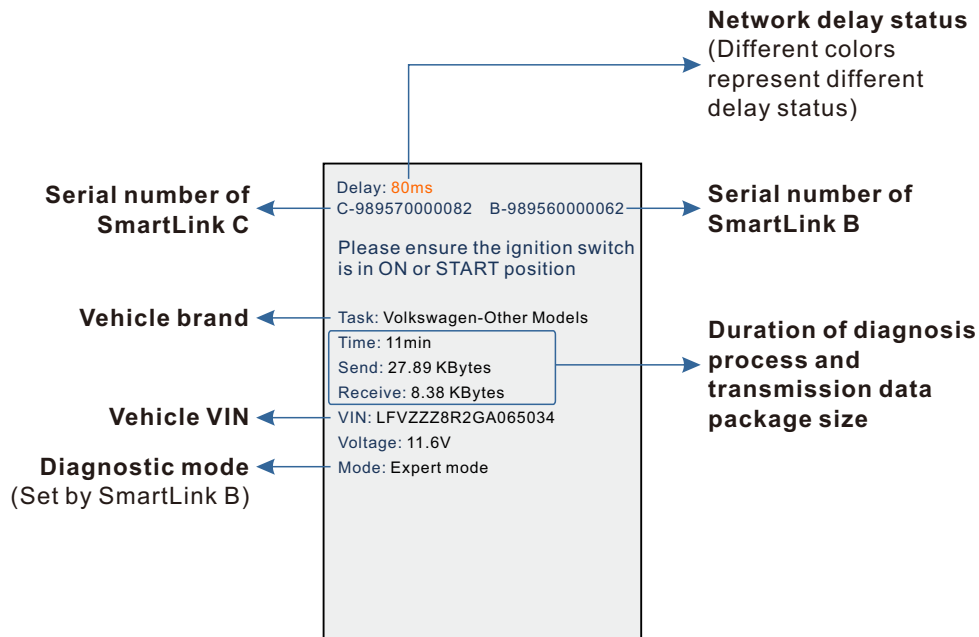 Network delay status
(Different colors
represent different
delay status)
Delay: 80ms
Serial number of
SmartLink C
C-989570000082 B-989560000062
Serial number of
SmartLink B
Please ensure the ignition switch
is in ON or START position
Vehicle brand
Task: Volkswagen-Other Models
Time: 11min
Send: 27.89 KBytes
Receive: 8.38 KBytes
Duration of diagnosis
process and
transmission data
package size
Vehicle VIN
VIN: LFVZZZ8R2GA065034
Voltage: 11.6V
Diagnostic mode
(Set by SmartLink B)
Mode: Expert mode